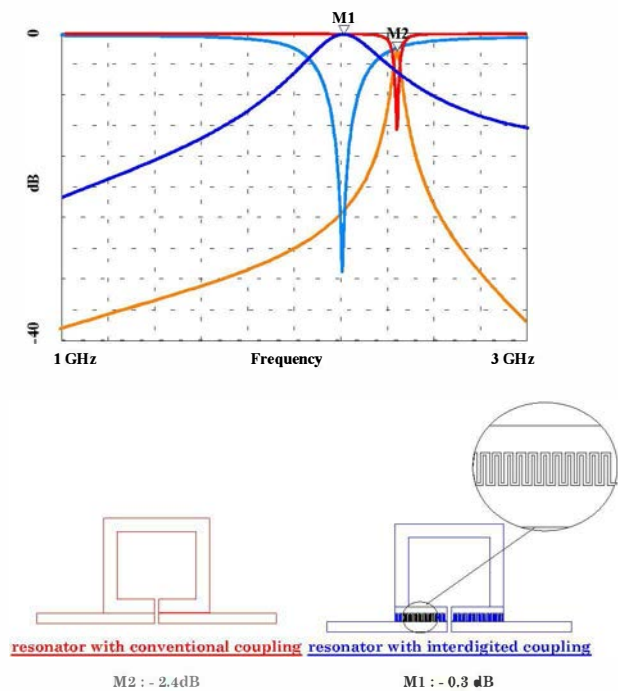 M1
M2
0
dB
-40
1 GHz
Frequency
3 GHz
resonator with conventional coupling
resonator with interdigited coupling
M2 : - 2.4dB
M1 : - 0.3 dB